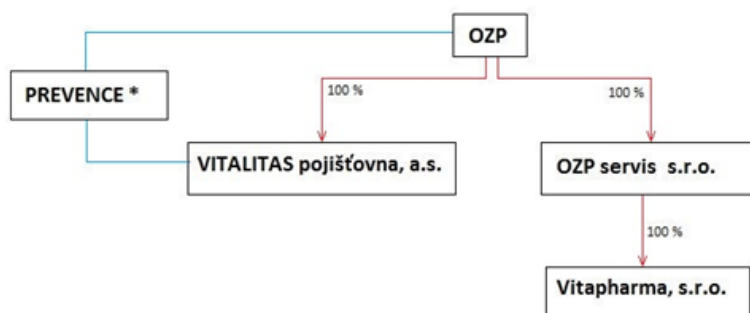 OZP
PREVENCE *
100 %
100 %
VITALITAS pojišťovna, a.s.
OZP servis s.r.o.
100 %
Vitapharma, s.r.o.